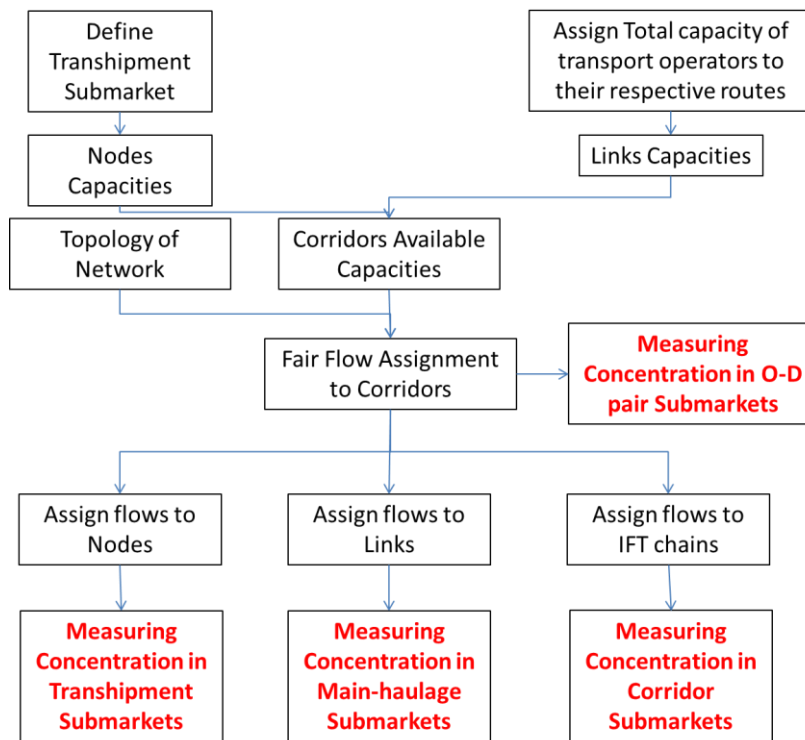 Define
Transhipment
Submarket
Assign Total capacity of
transport operators to
their respective routes
Nodes
Capacities
Links Capacities
Topology of
Network
Corridors Available
Capacities
Fair Flow Assignment
to Corridors
Measuring
Concentration in O-D
pair Submarkets
Assign flows to
Nodes
Assign flows to
Links
Assign flows to
IFT chains
Measuring
Concentration in
Transhipment
Submarkets
Measuring
Concentration in
Main-haulage
Submarkets
Measuring
Concentration in
Corridor
Submarkets